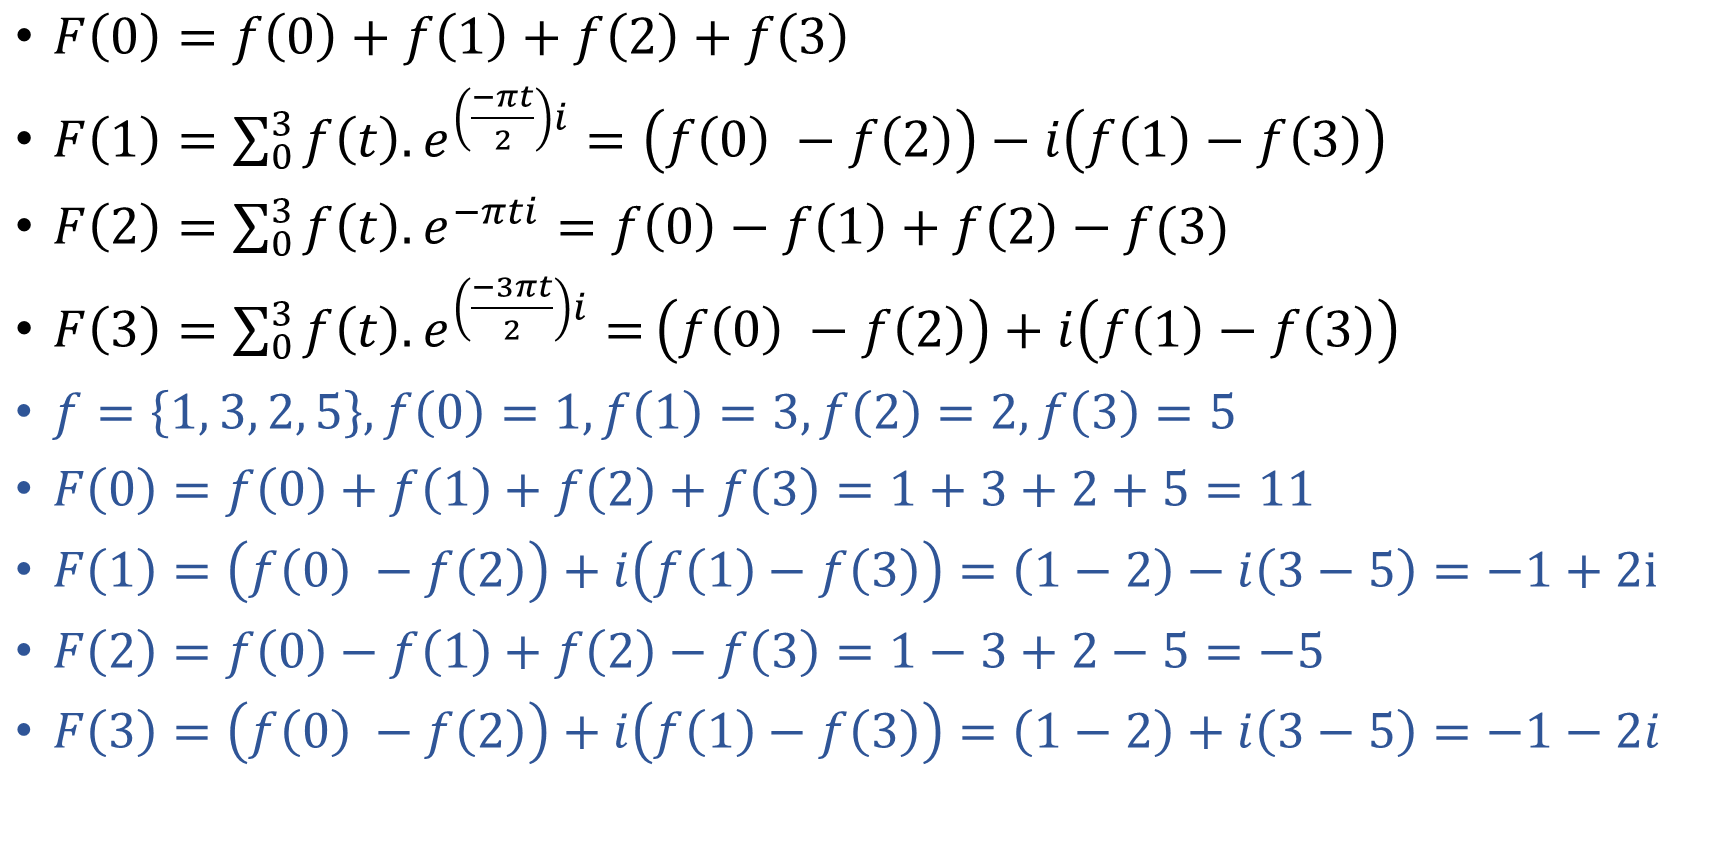 • F(0) = f(0) + f(1) + f(2) + f(3)
• F(1) = ∑₀³ f(t). e^((−πt/2)i) = (f(0) − f(2)) − i(f(1) − f(3))
• F(2) = ∑₀³ f(t). e^(−πti) = f(0) − f(1) + f(2) − f(3)
• F(3) = ∑₀³ f(t). e^((−3πt/2)i) = (f(0) − f(2)) + i(f(1) − f(3))
• f = {1, 3, 2, 5}, f(0) = 1, f(1) = 3, f(2) = 2, f(3) = 5
• F(0) = f(0) + f(1) + f(2) + f(3) = 1 + 3 + 2 + 5 = 11
• F(1) = (f(0) − f(2)) + i(f(1) − f(3)) = (1 − 2) − i(3 − 5) = −1 + 2i
• F(2) = f(0) − f(1) + f(2) − f(3) = 1 − 3 + 2 − 5 = −5
• F(3) = (f(0) − f(2)) + i(f(1) − f(3)) = (1 − 2) + i(3 − 5) = −1 − 2i